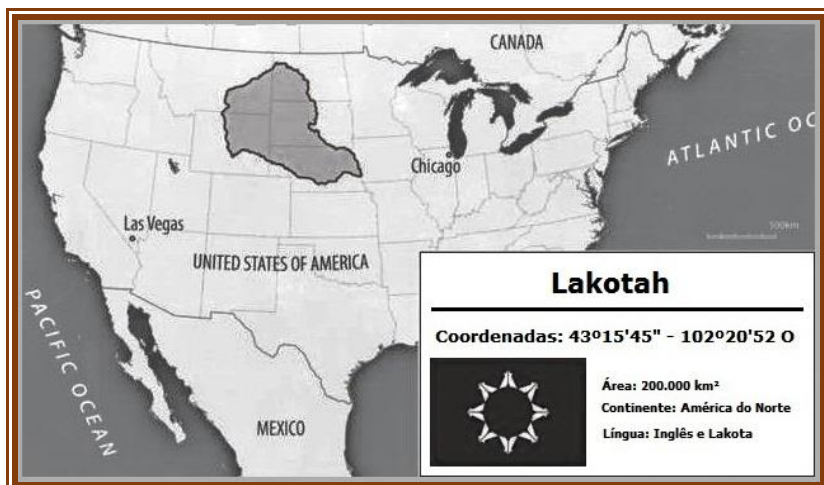 CANADA
ATLANTIC OC
Chicago
Las Vegas
500km
UNITED STATES OF AMERICA
PACIFIC OCEAN
MEXICO
Lakotah
Coordenadas: 43º15'45" - 102º20'52 O
Área: 200.000 km²
Continente: América do Norte
Língua: Inglês e Lakota